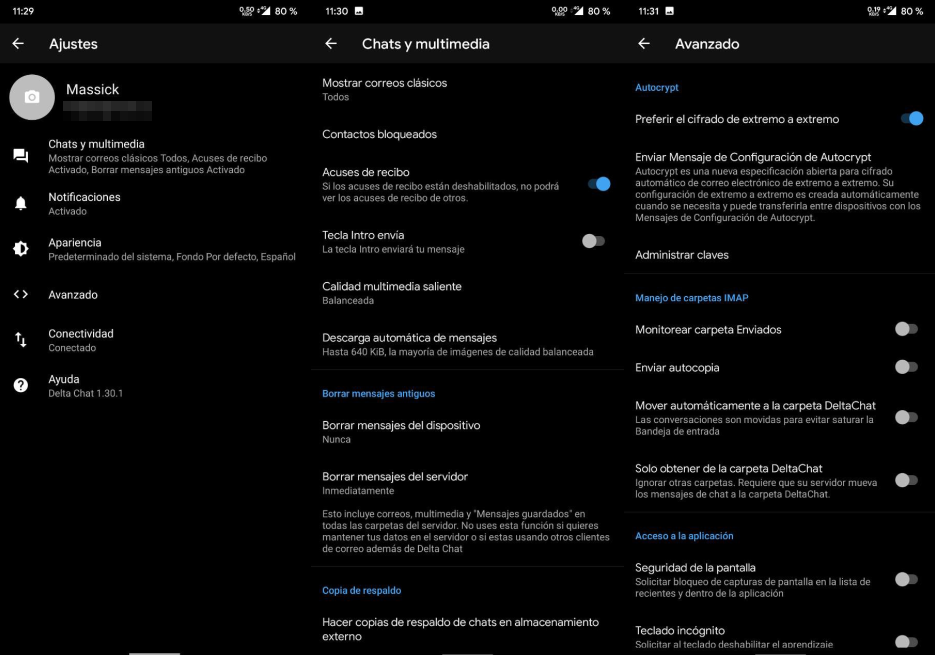 11:29
0,50 KB/S 4G 80 %
Ajustes
Massick
Chats y multimedia
Mostrar correos clásicos Todos, Acuses de recibo
Activado, Borrar mensajes antiguos Activado
Notificaciones
Activado
Apariencia
Predeterminado del sistema, Fondo Por defecto, Español
Avanzado
Conectividad
Conectado
Ayuda
Delta Chat 1.30.1
11:30
0,00 KB/S 4G 80 %
Chats y multimedia
Mostrar correos clásicos
Todos
Contactos bloqueados
Acuses de recibo
Si los acuses de recibo están deshabilitados, no podrá
ver los acuses de recibo de otros.
Tecla Intro envía
La tecla Intro enviará tu mensaje
Calidad multimedia saliente
Balanceada
Descarga automática de mensajes
Hasta 640 KiB, la mayoría de imágenes de calidad balanceada
Borrar mensajes antiguos
Borrar mensajes del dispositivo
Nunca
Borrar mensajes del servidor
Inmediatamente
Esto incluye correos, multimedia y "Mensajes guardados" en
todas las carpetas del servidor. No uses esta función si quieres
mantener tus datos en el servidor o si estas usando otros clientes
de correo además de Delta Chat
Copia de respaldo
Hacer copias de respaldo de chats en almacenamiento
externo
11:31
0,19 KB/S 4G 80 %
Avanzado
Autocrypt
Preferir el cifrado de extremo a extremo
Enviar Mensaje de Configuración de Autocrypt
Autocrypt es una nueva especificación abierta para cifrado
automático de correo electrónico de extremo a extremo. Su
configuración de extremo a extremo es creada automáticamente
cuando se necesita y puede transferirla entre dispositivos con los
Mensajes de Configuración de Autocrypt.
Administrar claves
Manejo de carpetas IMAP
Monitorear carpeta Enviados
Enviar autocopia
Mover automáticamente a la carpeta DeltaChat
Las conversaciones son movidas para evitar saturar la
Bandeja de entrada
Solo obtener de la carpeta DeltaChat
Ignorar otras carpetas. Requiere que su servidor mueva
los mensajes de chat a la carpeta DeltaChat.
Acceso a la aplicación
Seguridad de la pantalla
Solicitar bloqueo de capturas de pantalla en la lista de
recientes y dentro de la aplicación
Teclado incógnito
Solicitar al teclado deshabilitar el aprendizaje